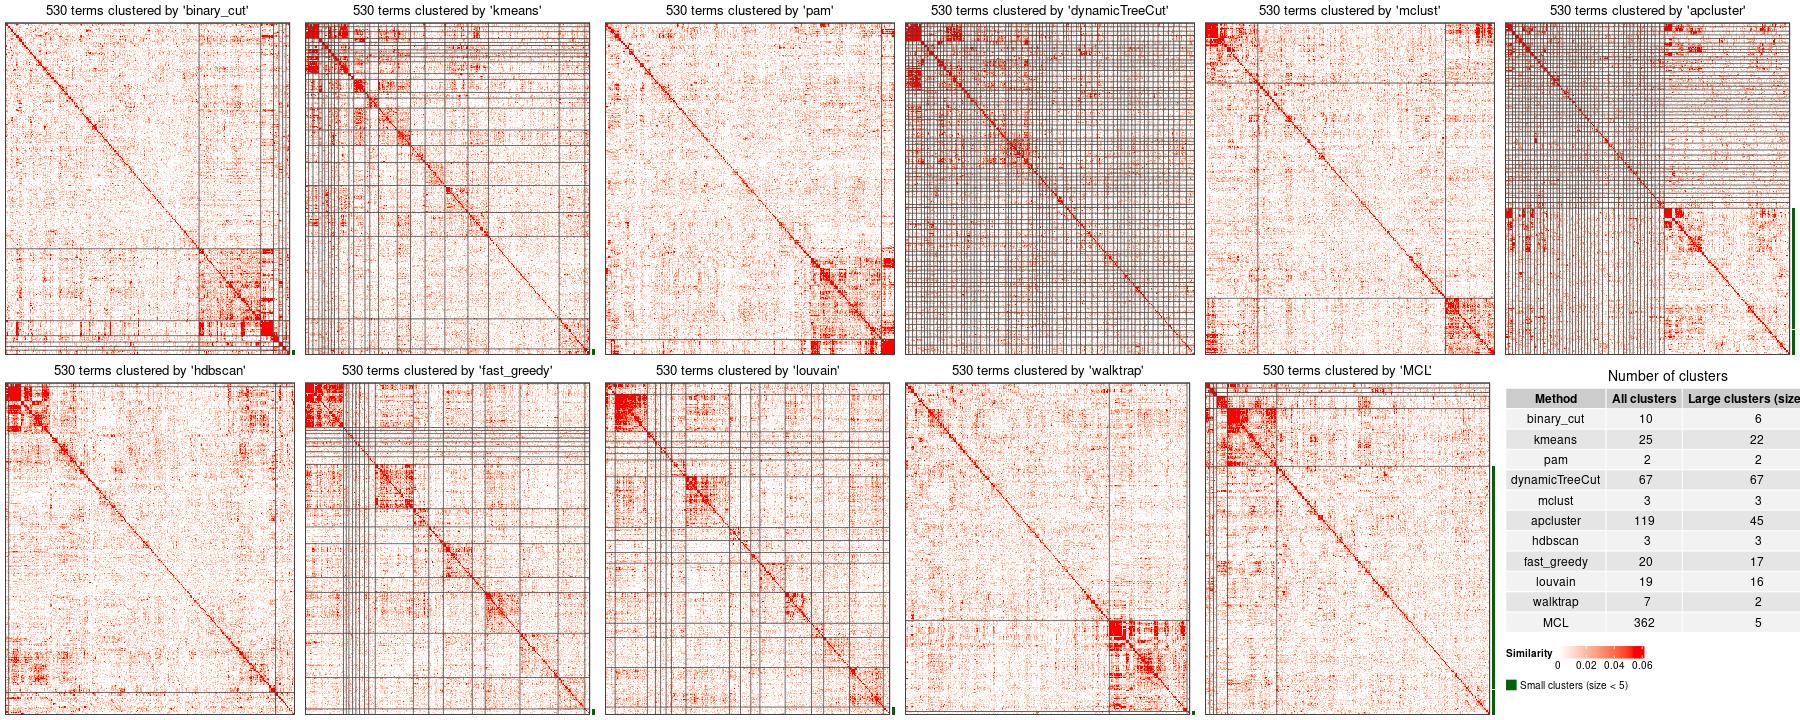 530 terms clustered by 'binary_cut'
530 terms clustered by 'kmeans'
530 terms clustered by 'pam'
530 terms clustered by 'dynamicTreeCut'
530 terms clustered by 'mclust'
530 terms clustered by 'apcluster'
530 terms clustered by 'hdbscan'
530 terms clustered by 'fast_greedy'
530 terms clustered by 'louvain'
530 terms clustered by 'walktrap'
530 terms clustered by 'MCL'
Number of clusters
Method All clusters Large clusters (size
binary_cut 10 6
kmeans 25 22
pam 2 2
dynamicTreeCut 67 67
mclust 3 3
apcluster 119 45
hdbscan 3 3
fast_greedy 20 17
louvain 19 16
walktrap 7 2
MCL 362 5
Similarity
0 0.02 0.04 0.06
Small clusters (size < 5)